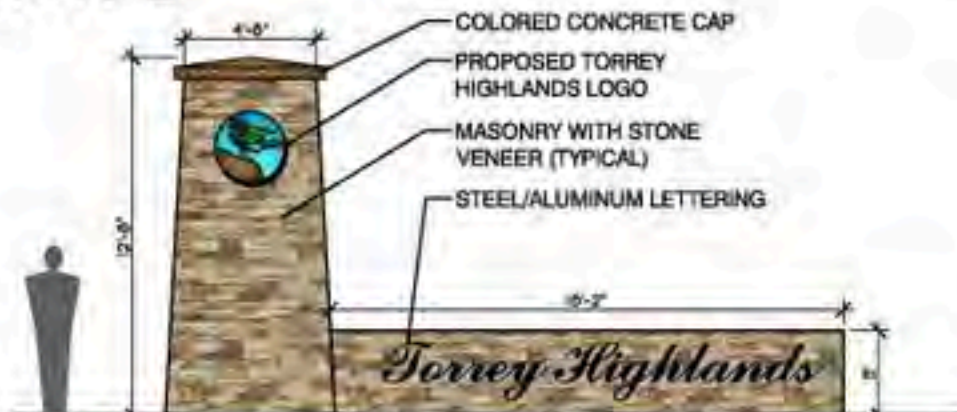 COLORED CONCRETE CAP
PROPOSED TORREY
HIGHLANDS LOGO
MASONRY WITH STONE
VENEER (TYPICAL)
STEEL/ALUMINUM LETTERING
Torrey Highlands